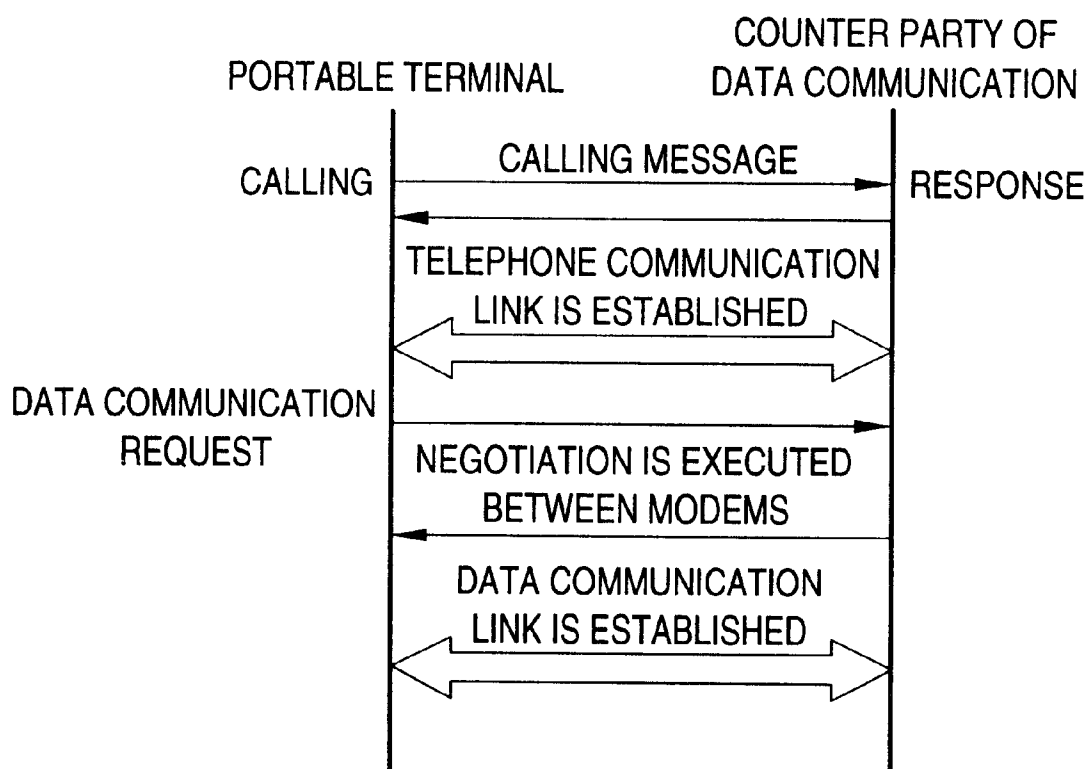 COUNTER PARTY OF
PORTABLE TERMINAL
DATA COMMUNICATION
CALLING MESSAGE
CALLING
RESPONSE
TELEPHONE COMMUNICATION
LINK IS ESTABLISHED
DATA COMMUNICATION
REQUEST
NEGOTIATION IS EXECUTED
BETWEEN MODEMS
DATA COMMUNICATION
LINK IS ESTABLISHED